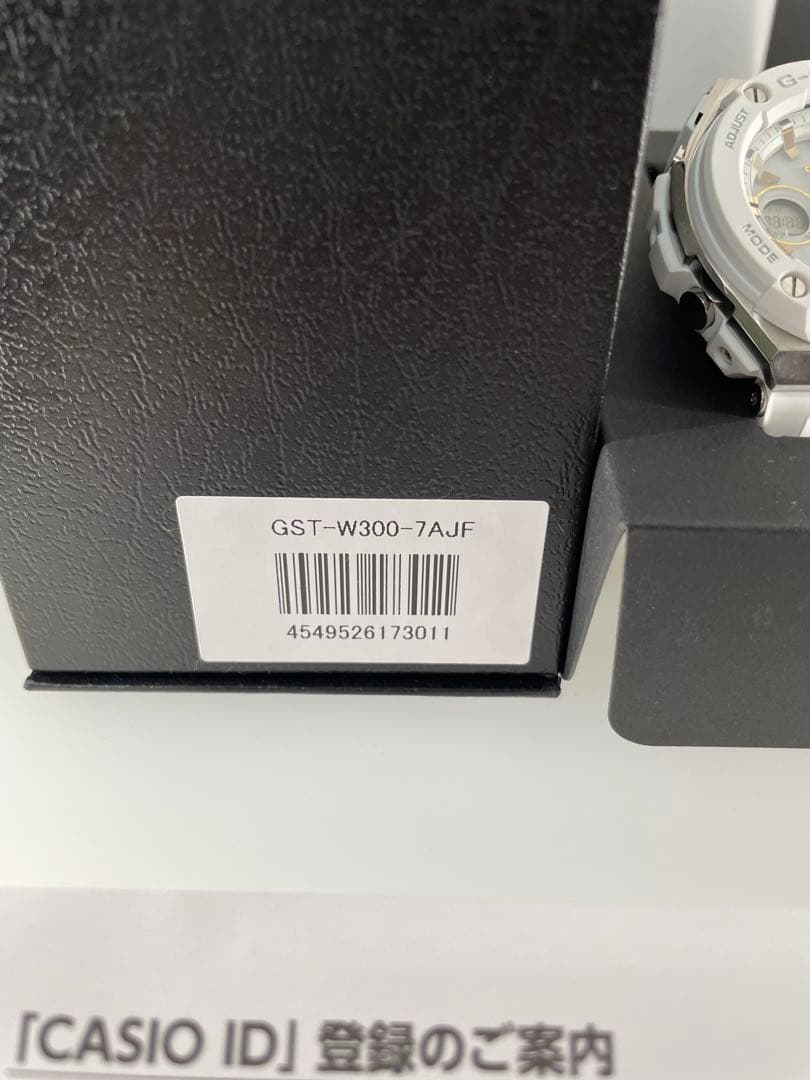 G-
ADJUST
MODE
GST-W300-7AJF
4549526173011
「CASIO ID」登録のご案内